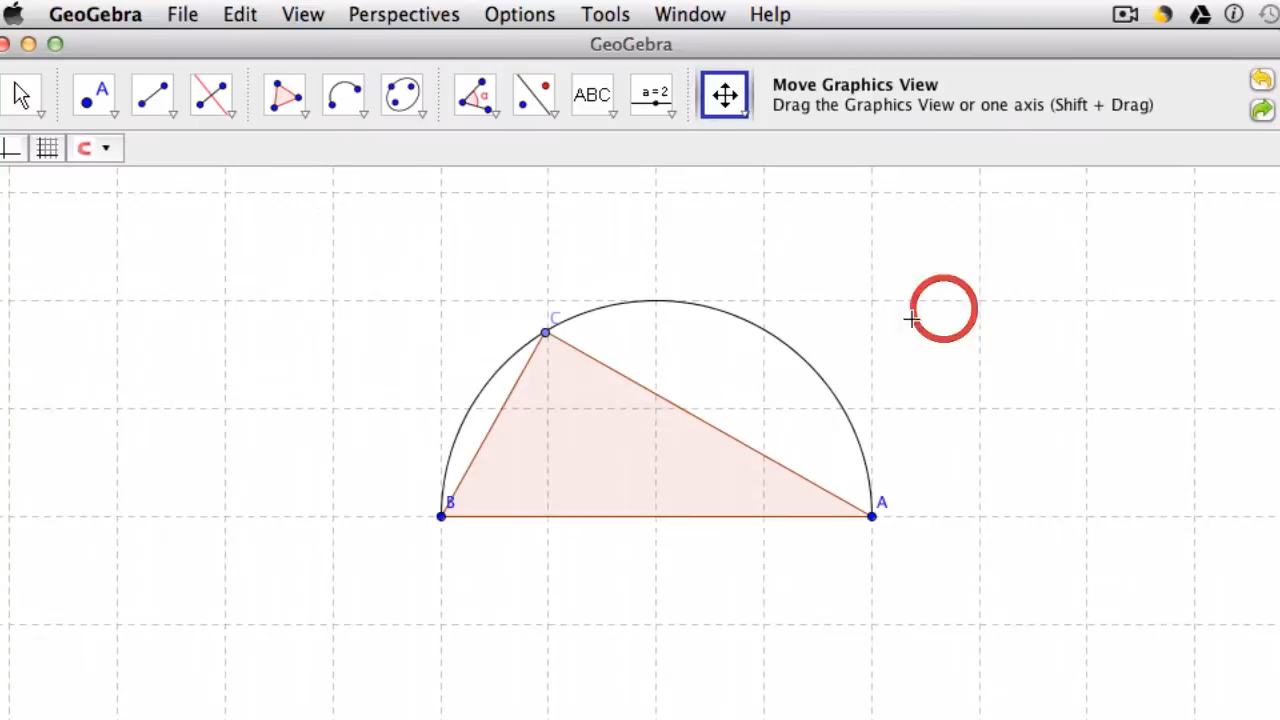 GeoGebra File Edit View Perspectives Options Tools Window Help
GeoGebra
A α ABC a=2 Move Graphics View
Drag the Graphics View or one axis (Shift + Drag)
C
B A